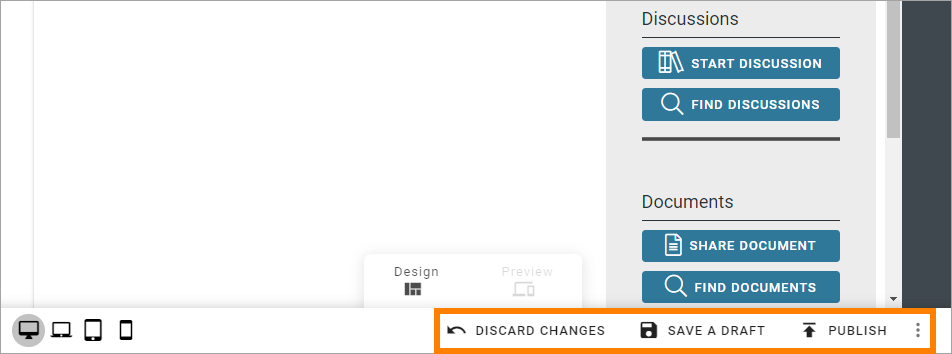 Discussions
START DISCUSSION
FIND DISCUSSIONS
Documents
SHARE DOCUMENT
FIND DOCUMENTS
Design
Preview
DISCARD CHANGES
SAVE A DRAFT
PUBLISH